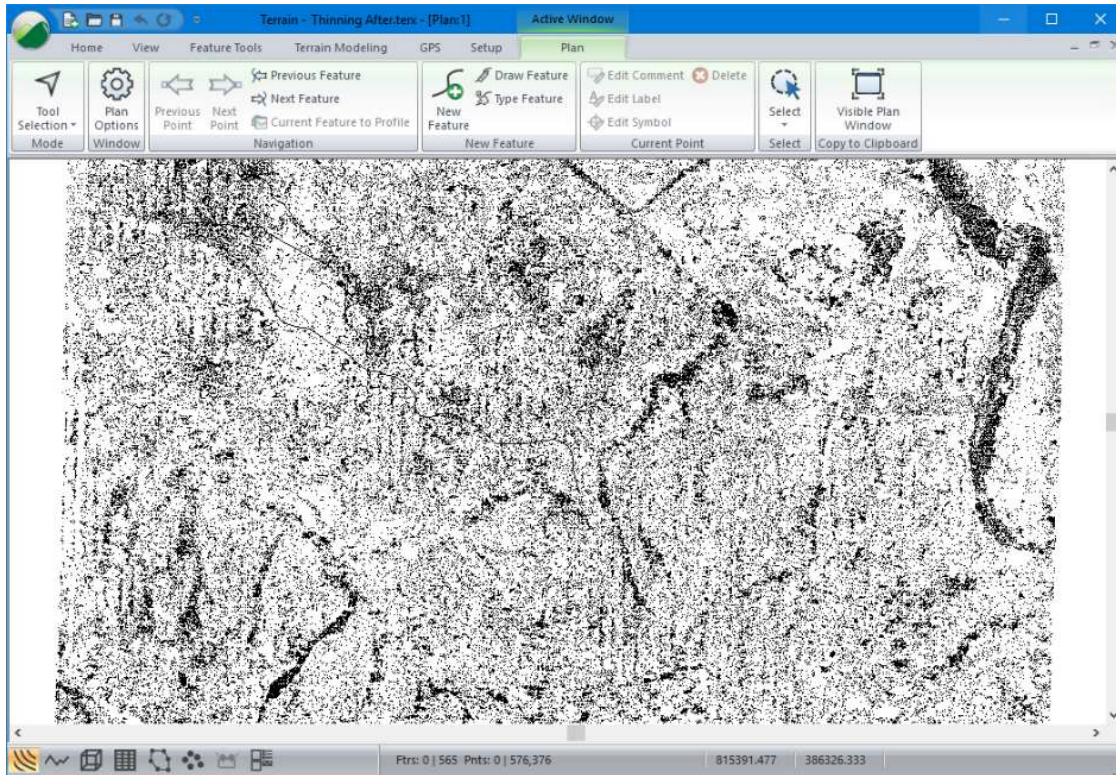 Terrain - Thinning After.terx - [Plan:1]
Active Window
Home View Feature Tools Terrain Modeling GPS Setup Plan
Tool Selection
Mode
Plan Options
Window
Previous Point
Next Point
Previous Feature
Next Feature
Current Feature to Profile
Navigation
New Feature
Draw Feature
Type Feature
New Feature
Edit Comment
Delete
Edit Label
Edit Symbol
Current Point
Select
Select
Visible Plan Window
Copy to Clipboard
Ftrs: 0 | 565 Pnts: 0 | 576,376
815391.477
386326.333